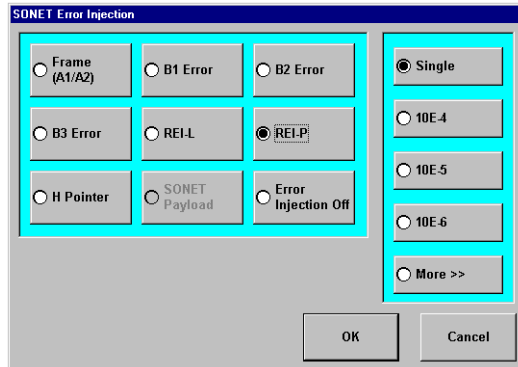 SONET Error Injection
Frame
(A1/A2)
B1 Error
B2 Error
B3 Error
REI-L
REI-P
H Pointer
SONET
Payload
Error
Injection Off
Single
10E-4
10E-5
10E-6
More >>
OK
Cancel